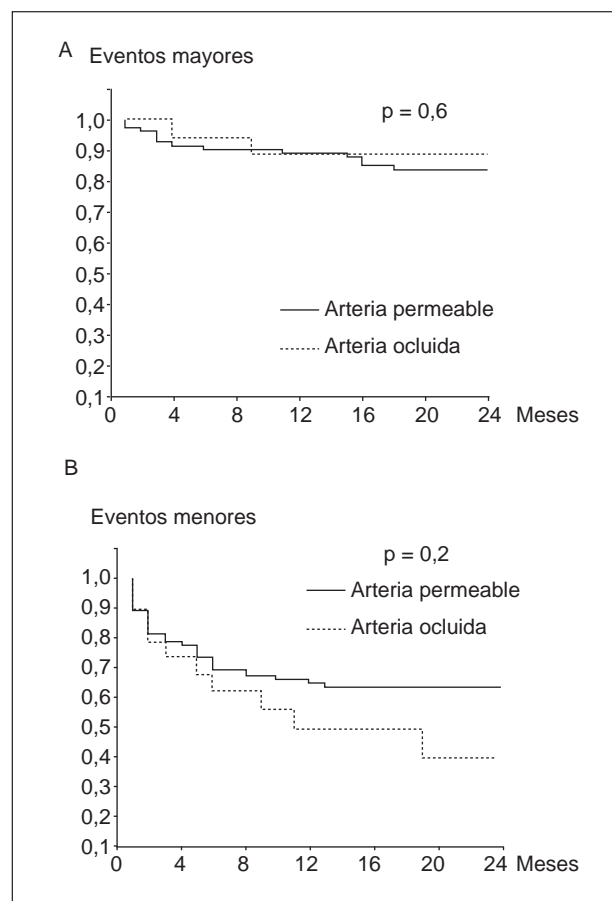 A Eventos mayores
p = 0,6
1,0
0,9
0,8
0,7
0,6
0,5
0,4
0,3
0,2
0,1
Arteria permeable
Arteria ocluida
0 4 8 12 16 20 24 Meses
B
Eventos menores
p = 0,2
1,0
0,9
0,8
0,7
0,6
0,5
0,4
0,3
0,2
0,1
Arteria permeable
Arteria ocluida
0 4 8 12 16 20 24 Meses